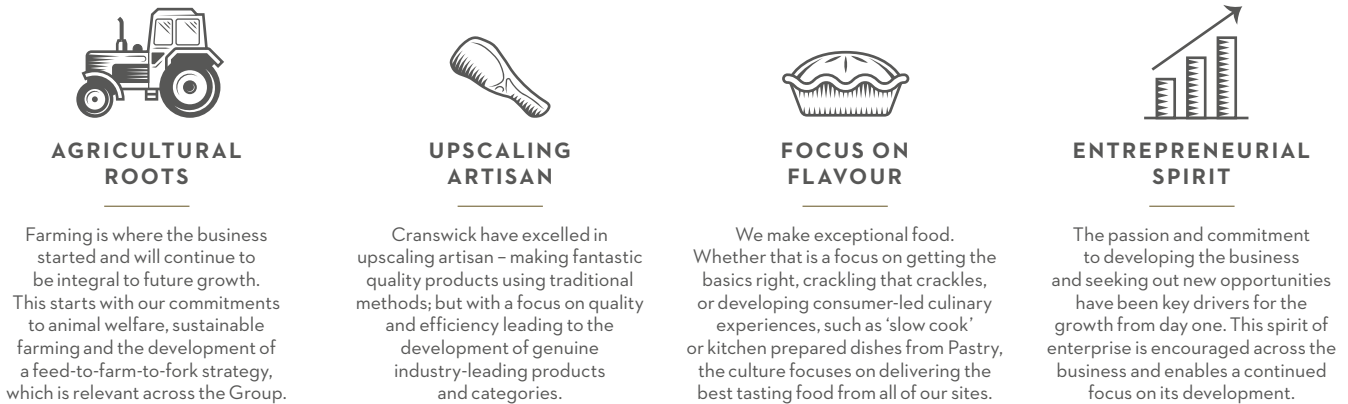 AGRICULTURAL
ROOTS
Farming is where the business
started and will continue to
be integral to future growth.
This starts with our commitments
to animal welfare, sustainable
farming and the development of
a feed-to-farm-to-fork strategy,
which is relevant across the Group.
UPSCALING
ARTISAN
Cranswick have excelled in
upscaling artisan – making fantastic
quality products using traditional
methods; but with a focus on quality
and efficiency leading to the
development of genuine
industry-leading products
and categories.
FOCUS ON
FLAVOUR
We make exceptional food.
Whether that is a focus on getting the
basics right, crackling that crackles,
or developing consumer-led culinary
experiences, such as ‘slow cook’
or kitchen prepared dishes from Pastry,
the culture focuses on delivering the
best tasting food from all of our sites.
ENTREPRENEURIAL
SPIRIT
The passion and commitment
to developing the business
and seeking out new opportunities
have been key drivers for the
growth from day one. This spirit of
enterprise is encouraged across the
business and enables a continued
focus on its development.